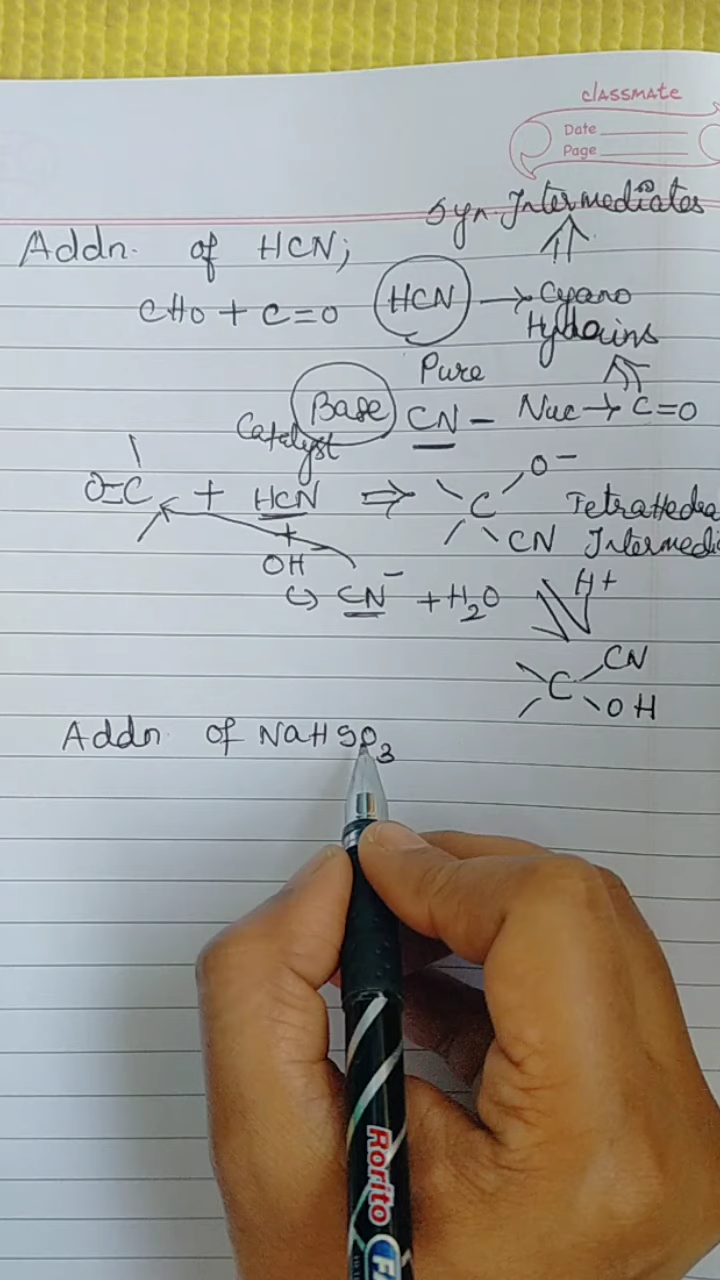 classmate
Date
Page
Syn. Intermediates
Addn. of HCN;
CHO + C=O HCN → Cyano
Pure
Base CN - Nuc → C=O
Catalyst
O=C + HCN ⇒ C O- CN Tetrahedra
+ Intermedi
OH
CN- + H2O H+
C CN OH
Addn of NaHSO3
Rorito